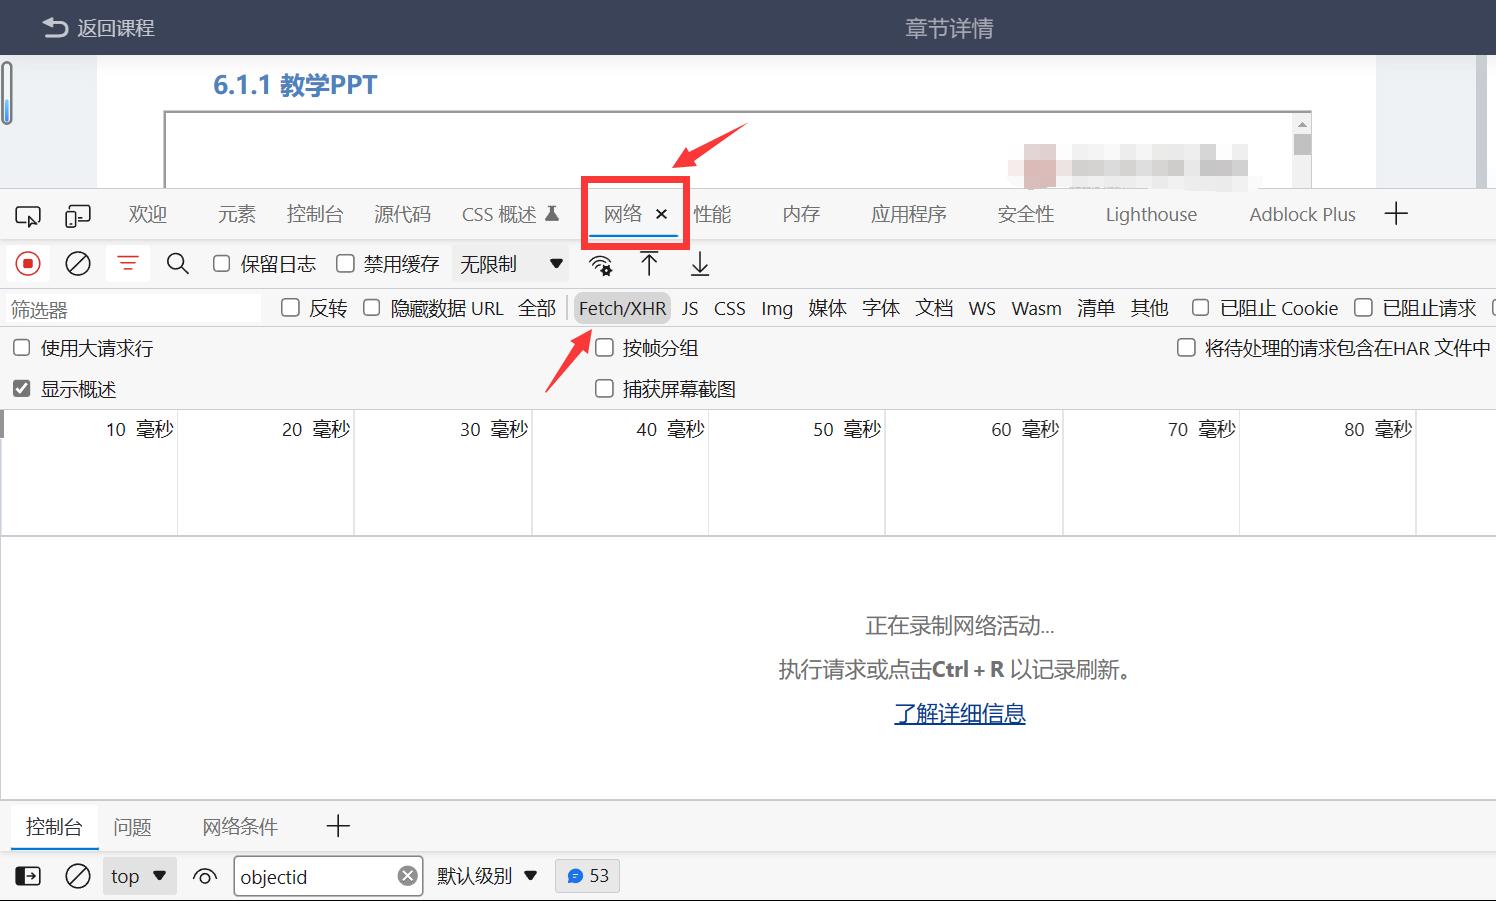 返回课程
章节详情
6.1.1 教学PPT
欢迎 元素 控制台 源代码 CSS 概述 网络 性能 内存 应用程序 安全性 Lighthouse Adblock Plus
保留日志 禁用缓存 无限制
筛选器 反转 隐藏数据 URL 全部 Fetch/XHR JS CSS Img 媒体 字体 文档 WS Wasm 清单 其他 已阻止 Cookie 已阻止请求
使用大请求行 按帧分组 将待处理的请求包含在HAR 文件中
显示概述 捕获屏幕截图
10 毫秒 20 毫秒 30 毫秒 40 毫秒 50 毫秒 60 毫秒 70 毫秒 80 毫秒
正在录制网络活动...
执行请求或点击Ctrl + R 以记录刷新。
了解详细信息
控制台 问题 网络条件
top objectid 默认级别 53